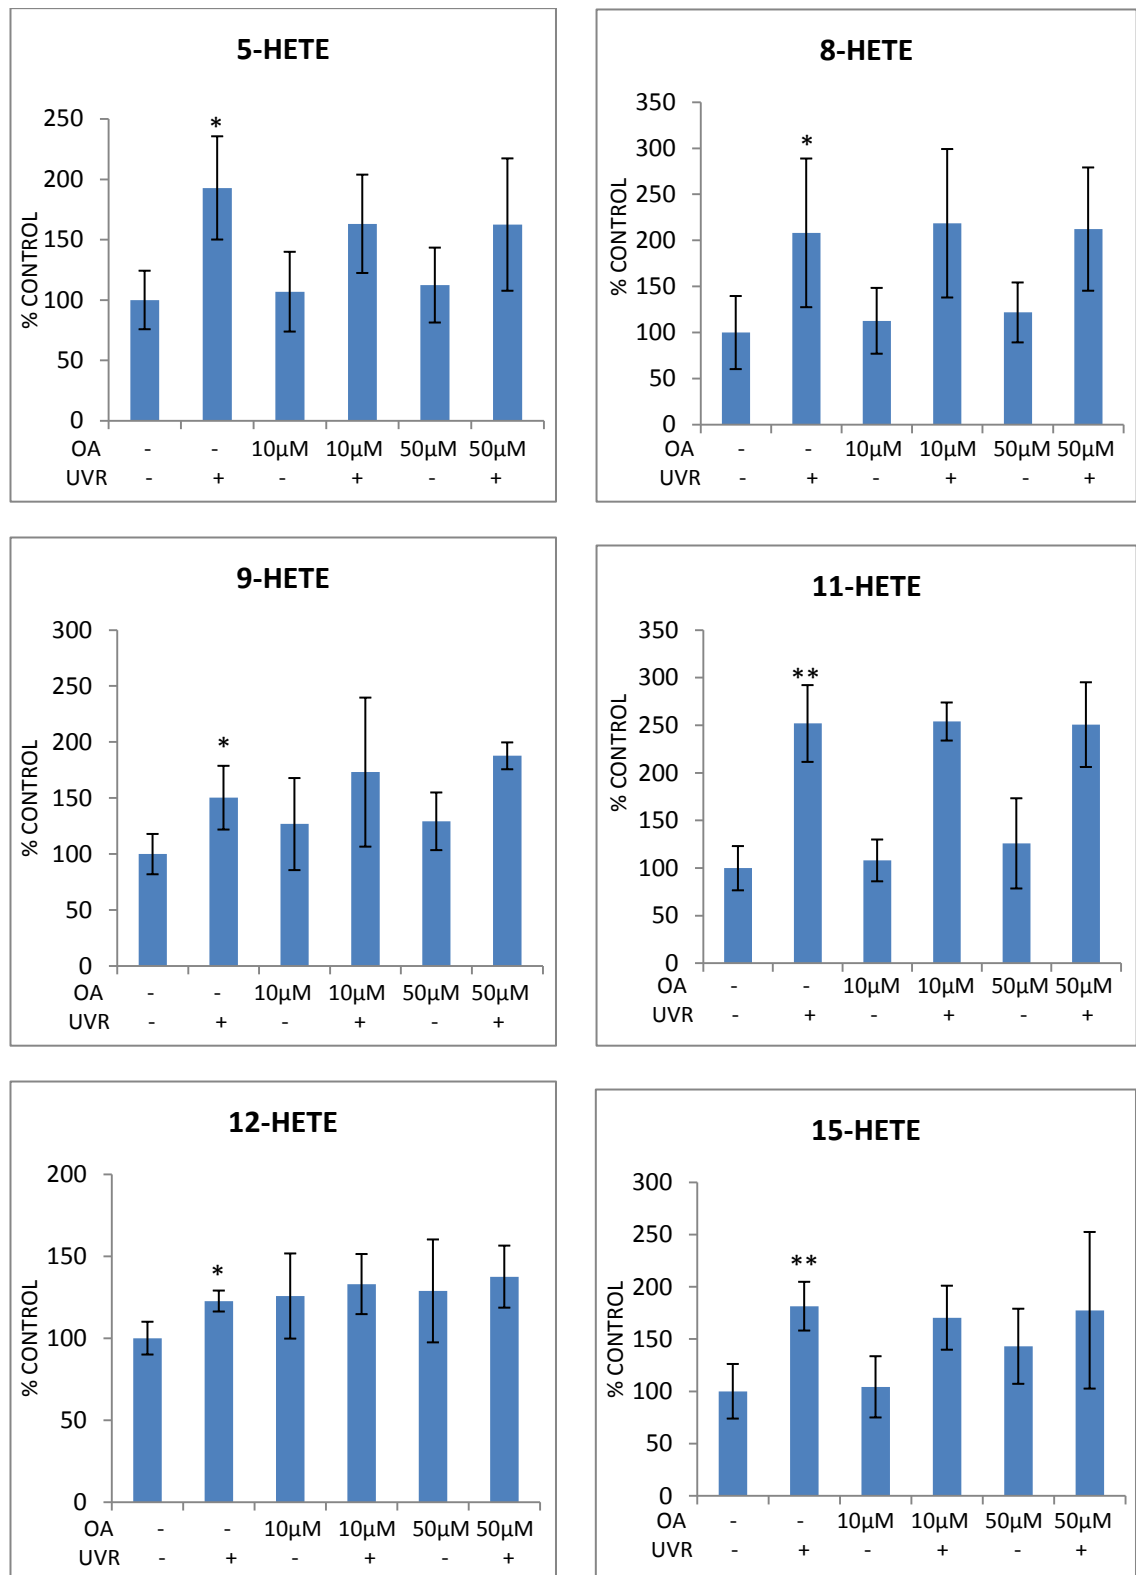 5-HETE
*
250
200
150
100
50
0
% CONTROL
OA - - 10µM 10µM 50µM 50µM
UVR - + - + - +
8-HETE
*
350
300
250
200
150
100
50
0
% CONTROL
OA - - 10µM 10µM 50µM 50µM
UVR - + - + - +
9-HETE
*
300
250
200
150
100
50
0
% CONTROL
OA - - 10µM 10µM 50µM 50µM
UVR - + - + - +
11-HETE
**
350
300
250
200
150
100
50
0
% CONTROL
OA - - 10µM 10µM 50µM 50µM
UVR - + - + - +
12-HETE
*
200
150
100
50
0
% CONTROL
OA - - 10µM 10µM 50µM 50µM
UVR - + - + - +
15-HETE
**
300
250
200
150
100
50
0
% CONTROL
OA - - 10µM 10µM 50µM 50µM
UVR - + - + - +